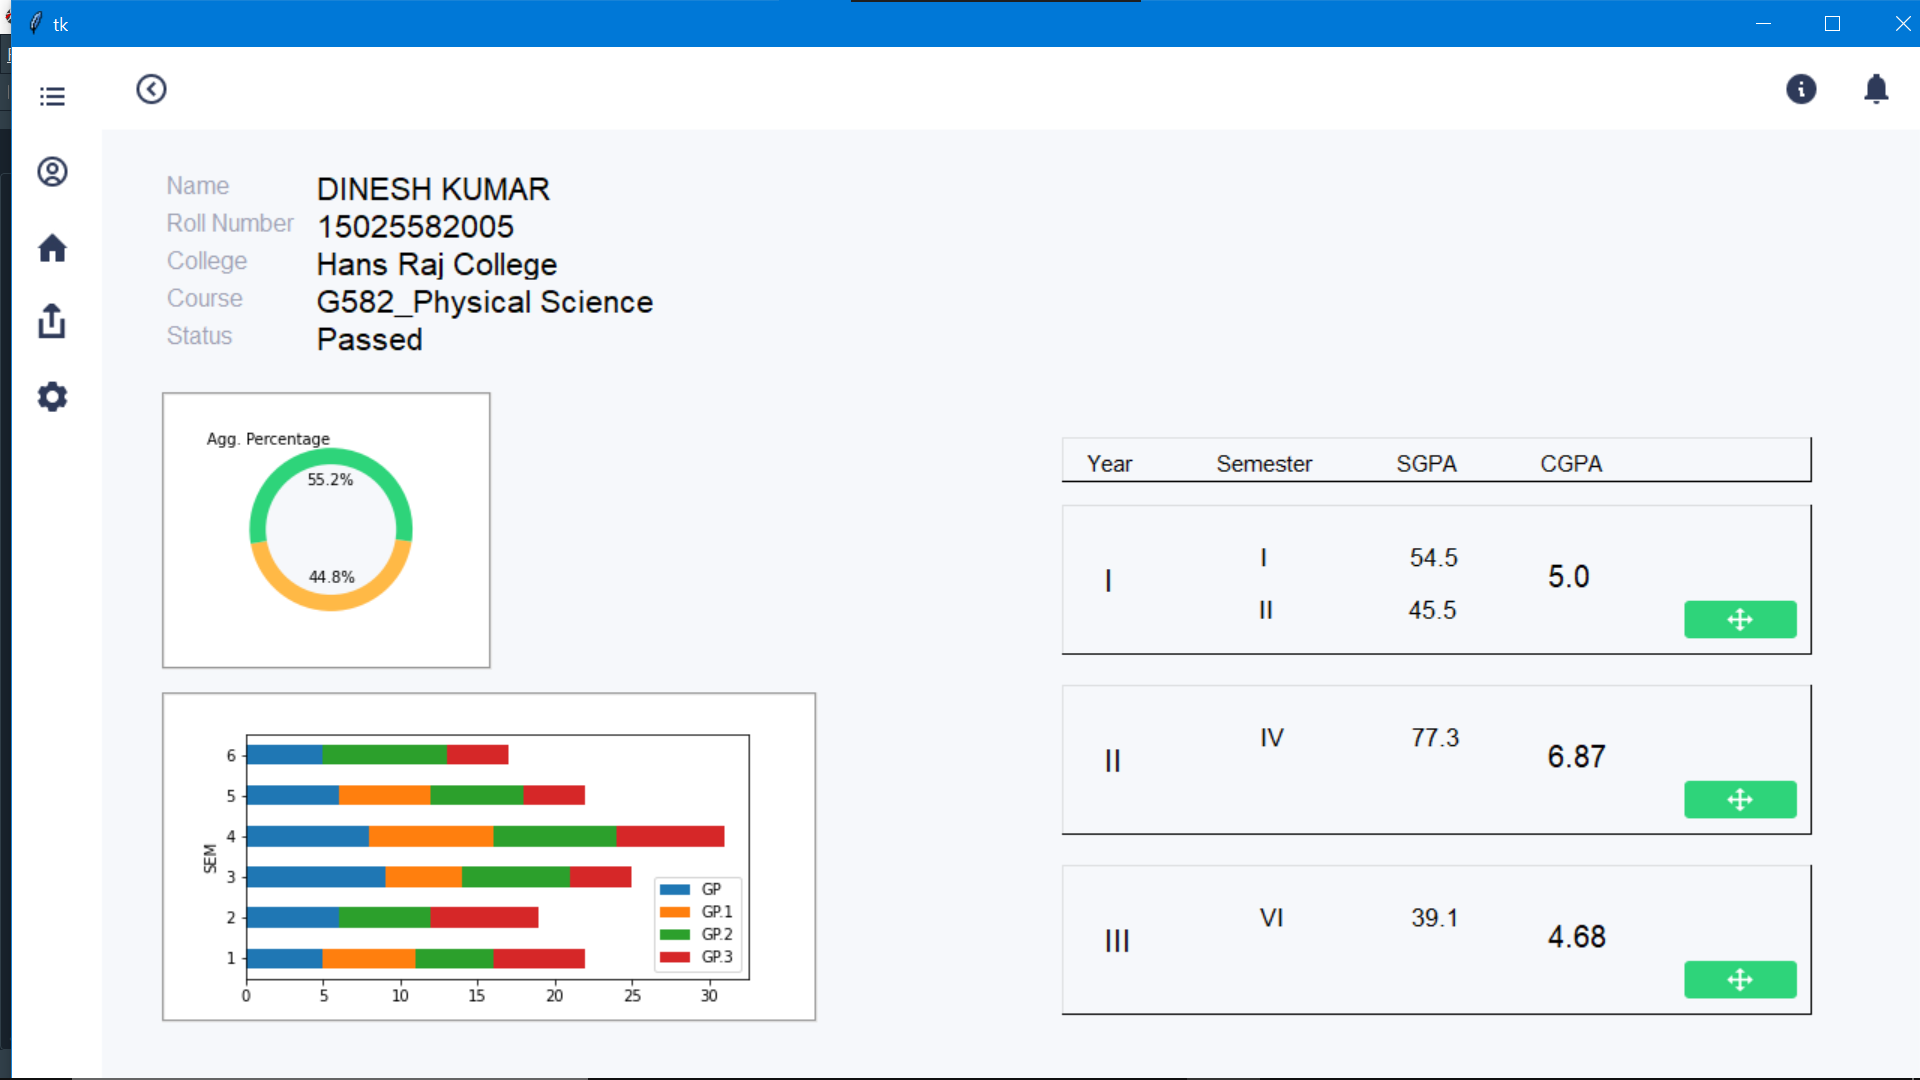 tk
Name DINESH KUMAR
Roll Number 15025582005
College Hans Raj College
Course G582_Physical Science
Status Passed
Agg. Percentage
55.2%
44.8%
Year Semester SGPA CGPA
I I 54.5 5.0
II 45.5
II IV 77.3 6.87
III VI 39.1 4.68
SEM
6
5
4
3
2
1
0 5 10 15 20 25 30
GP
GP.1
GP.2
GP.3